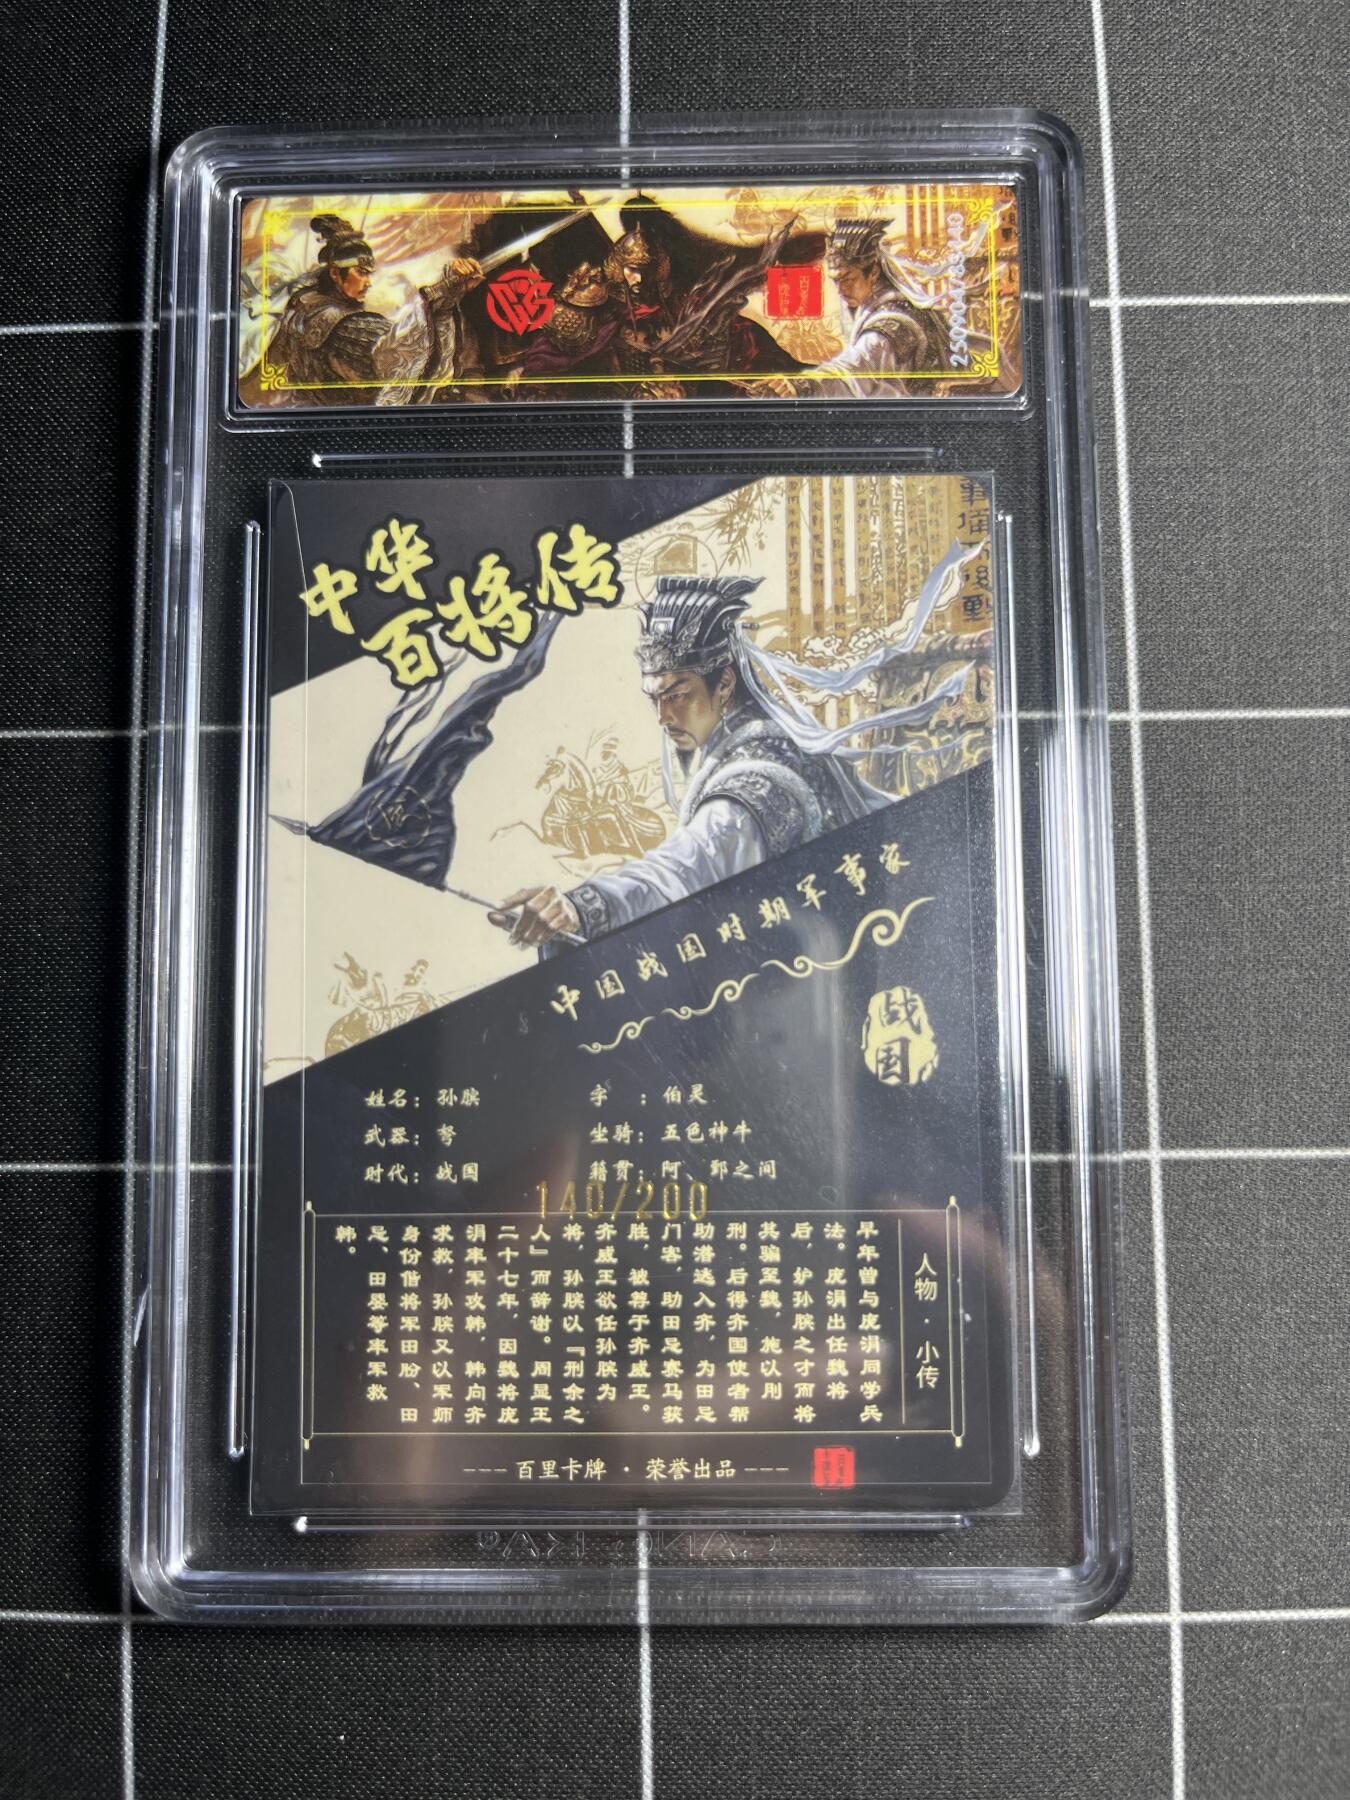 250904783140
中华
百将传
中国战国时期军事家
战国
姓名：孙膑
字　：伯灵
武器：弩
坐骑：五色神牛
时代：战国
籍贯：阿、鄄之间
140/200
人物·小传
早年曾与庞涓同学兵
法。庞涓出任魏将
后，妒孙膑之才而将
其骗至魏，施以刖
刑。后得齐国使者帮
助潜逃入齐，为田忌
门客，助田忌赛马获
胜，被荐于齐威王。
齐威王欲任孙膑为
将，孙膑以『刑余之
人』而辞谢。周显王
二十七年，因魏将庞
涓率军攻韩，韩向齐
求救，孙膑又以军师
身份偕将军田朌、田
忌、田婴等率军救
韩。
---百里卡牌·荣誉出品---